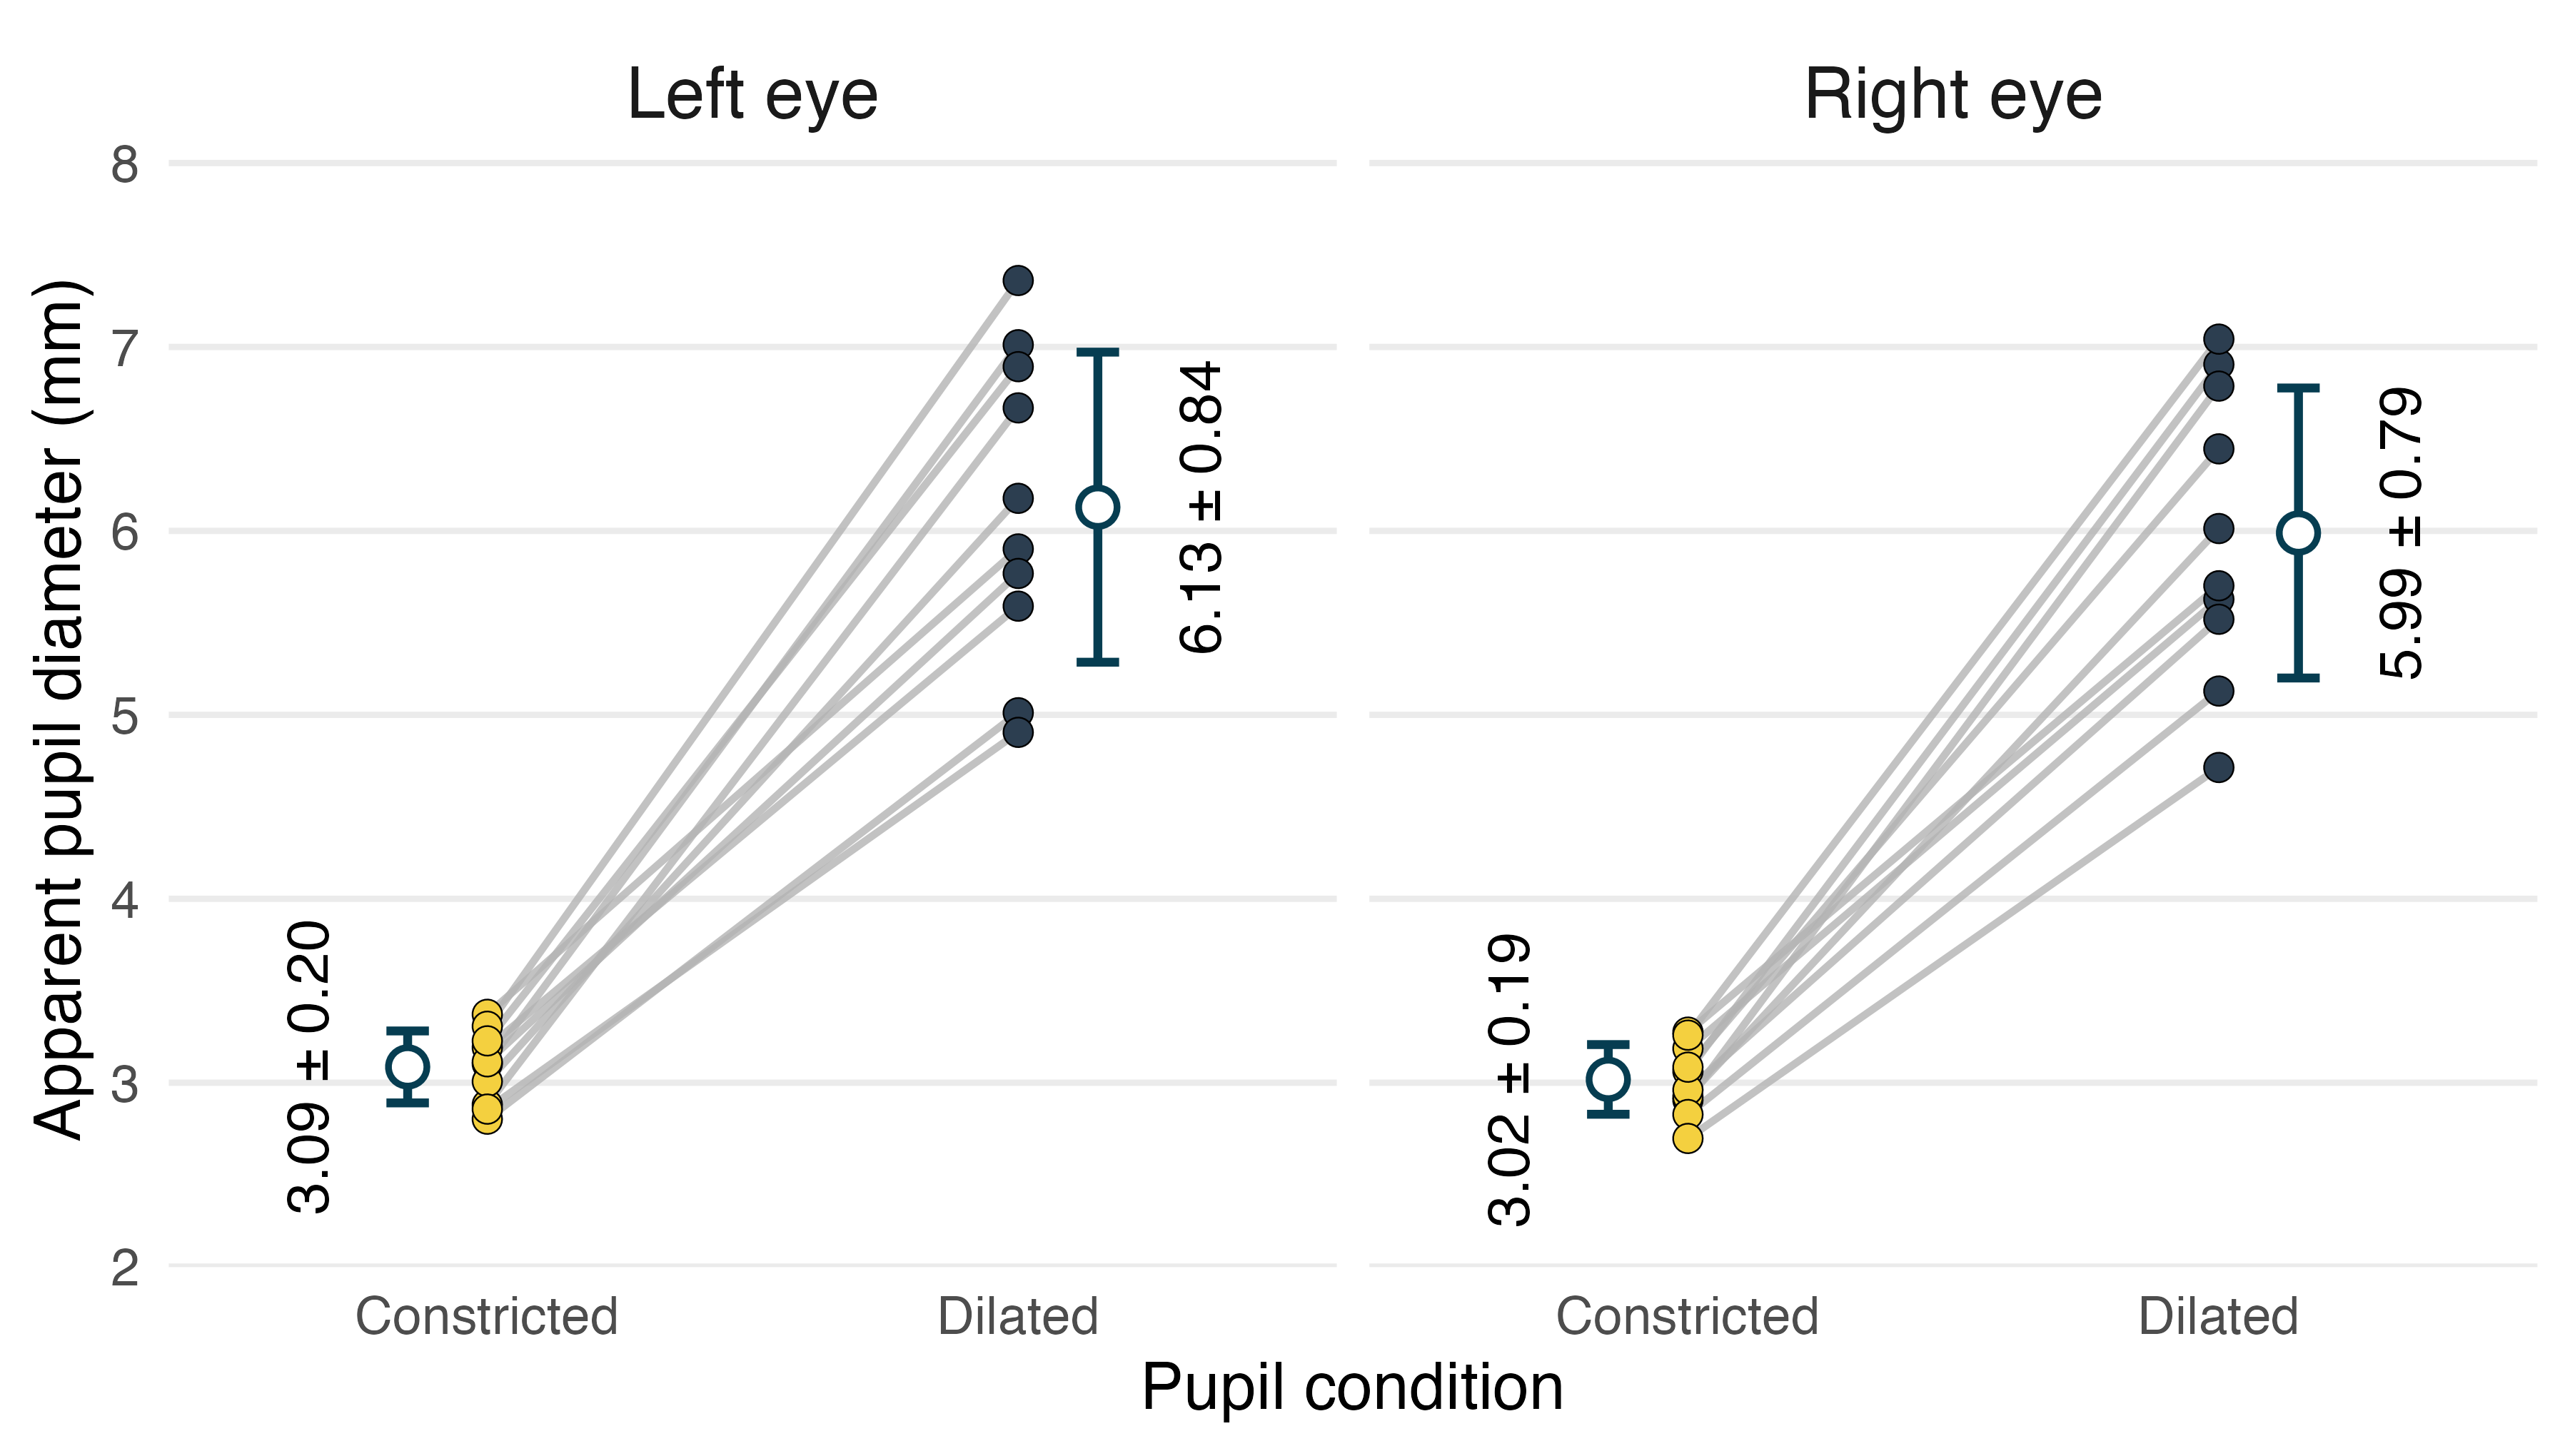 Left eye
Right eye
Apparent pupil diameter (mm)
8
7
6
5
4
3
2
3.09 ± 0.20
6.13 ± 0.84
3.02 ± 0.19
5.99 ± 0.79
Constricted
Dilated
Constricted
Dilated
Pupil condition